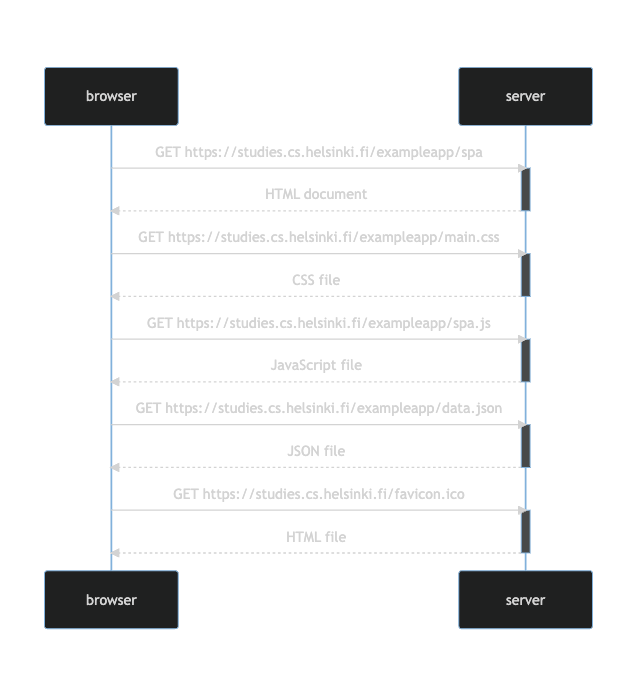 browser
server
GET https://studies.cs.helsinki.fi/exampleapp/spa
HTML document
GET https://studies.cs.helsinki.fi/exampleapp/main.css
CSS file
GET https://studies.cs.helsinki.fi/exampleapp/spa.js
JavaScript file
GET https://studies.cs.helsinki.fi/exampleapp/data.json
JSON file
GET https://studies.cs.helsinki.fi/favicon.ico
HTML file
browser
server